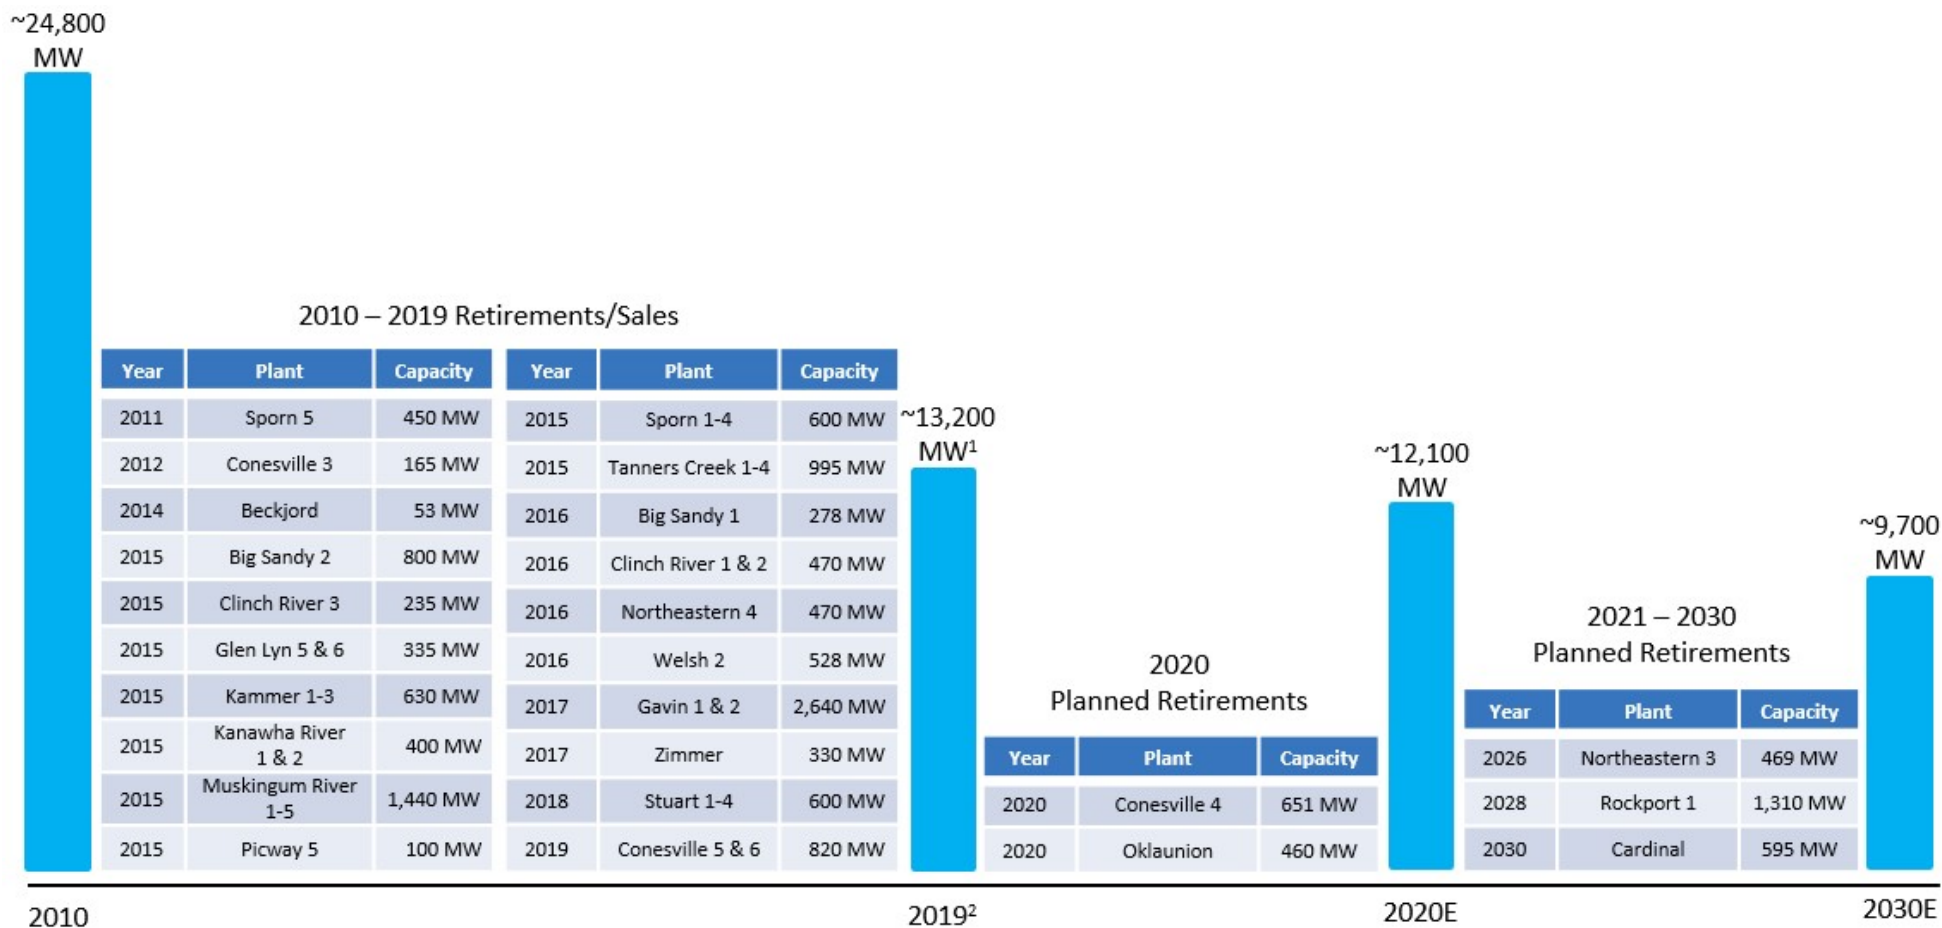 ~24,800
MW
2010 – 2019 Retirements/Sales
Year Plant Capacity
2011 Sporn 5 450 MW
2012 Conesville 3 165 MW
2014 Beckjord 53 MW
2015 Big Sandy 2 800 MW
2015 Clinch River 3 235 MW
2015 Glen Lyn 5 & 6 335 MW
2015 Kammer 1-3 630 MW
2015 Kanawha River
1 & 2 400 MW
2015 Muskingum River
1-5 1,440 MW
2015 Picway 5 100 MW
Year Plant Capacity
2015 Sporn 1-4 600 MW
2015 Tanners Creek 1-4 995 MW
2016 Big Sandy 1 278 MW
2016 Clinch River 1 & 2 470 MW
2016 Northeastern 4 470 MW
2016 Welsh 2 528 MW
2017 Gavin 1 & 2 2,640 MW
2017 Zimmer 330 MW
2018 Stuart 1-4 600 MW
2019 Conesville 5 & 6 820 MW
~13,200
MW¹
2020
Planned Retirements
Year Plant Capacity
2020 Conesville 4 651 MW
2020 Oklaunion 460 MW
~12,100
MW
2021 – 2030
Planned Retirements
Year Plant Capacity
2026 Northeastern 3 469 MW
2028 Rockport 1 1,310 MW
2030 Cardinal 595 MW
~9,700
MW
2010 2019² 2020E 2030E